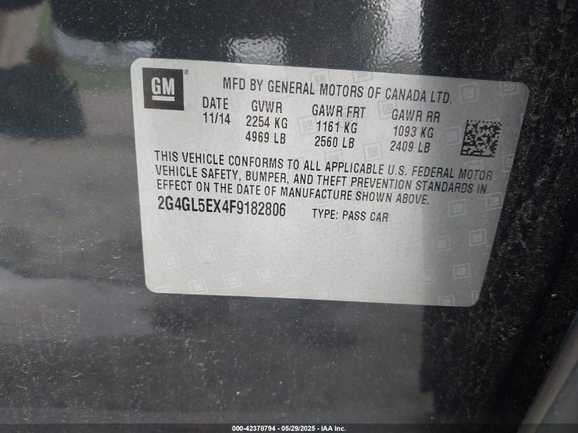 GM
MFD BY GENERAL MOTORS OF CANADA LTD.
DATE GVWR GAWR FRT GAWR RR
11/14 2254 KG 1161 KG 1093 KG
4969 LB 2560 LB 2409 LB
THIS VEHICLE CONFORMS TO ALL APPLICABLE U.S. FEDERAL MOTOR
VEHICLE SAFETY, BUMPER, AND THEFT PREVENTION STANDARDS IN
EFFECT ON THE DATE OF MANUFACTURE SHOWN ABOVE.
2G4GL5EX4F9182806 TYPE: PASS CAR
000-42378794 - 05/29/2025 - IAA Inc.